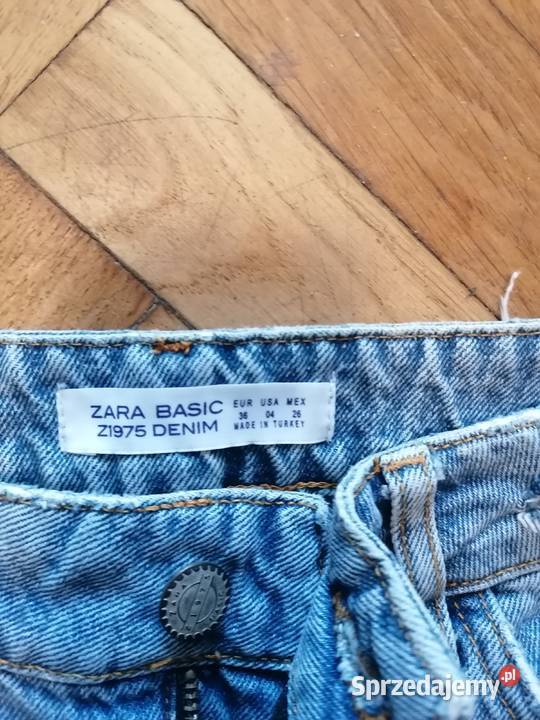 ZARA BASIC
Z1975 DENIM
EUR USA MEX
36 04 26
MADE IN TURKEY
Sprzedajemy.pl